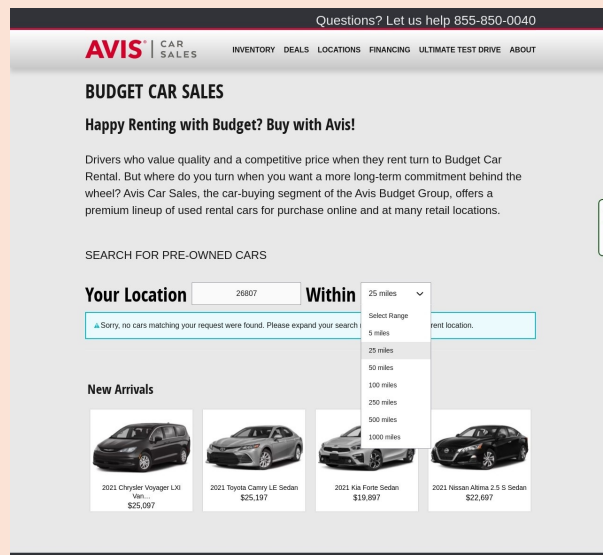 Questions? Let us help 855-850-0040
AVIS® | CAR SALES
INVENTORY DEALS LOCATIONS FINANCING ULTIMATE TEST DRIVE ABOUT
BUDGET CAR SALES
Happy Renting with Budget? Buy with Avis!
Drivers who value quality and a competitive price when they rent turn to Budget Car
Rental. But where do you turn when you want a more long-term commitment behind the
wheel? Avis Car Sales, the car-buying segment of the Avis Budget Group, offers a
premium lineup of used rental cars for purchase online and at many retail locations.
SEARCH FOR PRE-OWNED CARS
Your Location 26807 Within 25 miles
Sorry, no cars matching your request were found. Please expand your search rent location.
Select Range
5 miles
25 miles
50 miles
100 miles
250 miles
500 miles
1000 miles
New Arrivals
2021 Chrysler Voyager LXI
Van...
$25,097
2021 Toyota Camry LE Sedan
$25,197
2021 Kia Forte Sedan
$19,897
2021 Nissan Altima 2.5 S Sedan
$22,697